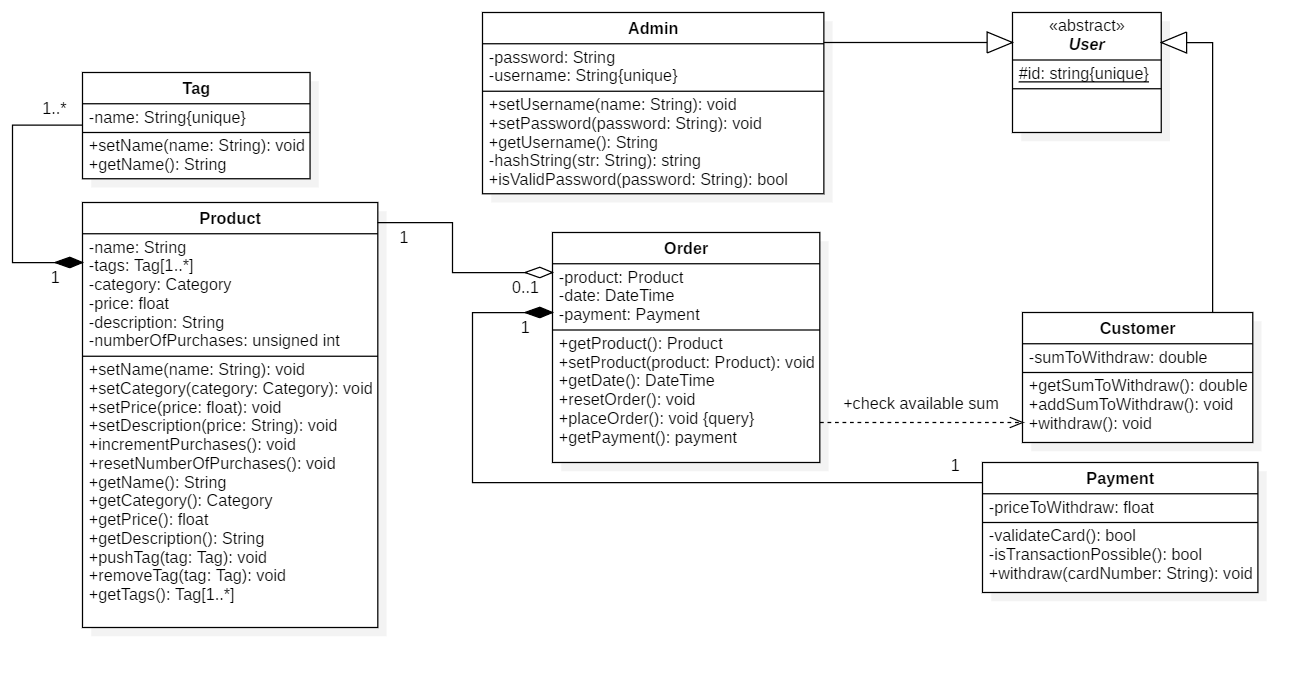 Admin
-password: String
-username: String{unique}
+setUsername(name: String): void
+setPassword(password: String): void
+getUsername(): String
-hashString(str: String): string
+isValidPassword(password: String): bool
«abstract»
User
#id: string{unique}
Tag
-name: String{unique}
+setName(name: String): void
+getName(): String
1..*
1
Product
-name: String
-tags: Tag[1..*]
-category: Category
-price: float
-description: String
-numberOfPurchases: unsigned int
+setName(name: String): void
+setCategory(category: Category): void
+setPrice(price: float): void
+setDescription(price: String): void
+incrementPurchases(): void
+resetNumberOfPurchases(): void
+getName(): String
+getCategory(): Category
+getPrice(): float
+getDescription(): String
+pushTag(tag: Tag): void
+removeTag(tag: Tag): void
+getTags(): Tag[1..*]
1
0..1
1
Order
-product: Product
-date: DateTime
-payment: Payment
+getProduct(): Product
+setProduct(product: Product): void
+getDate(): DateTime
+resetOrder(): void
+placeOrder(): void {query}
+getPayment(): payment
+check available sum
Customer
-sumToWithdraw: double
+getSumToWithdraw(): double
+addSumToWithdraw(): void
+withdraw(): void
1
Payment
-priceToWithdraw: float
-validateCard(): bool
-isTransactionPossible(): bool
+withdraw(cardNumber: String): void